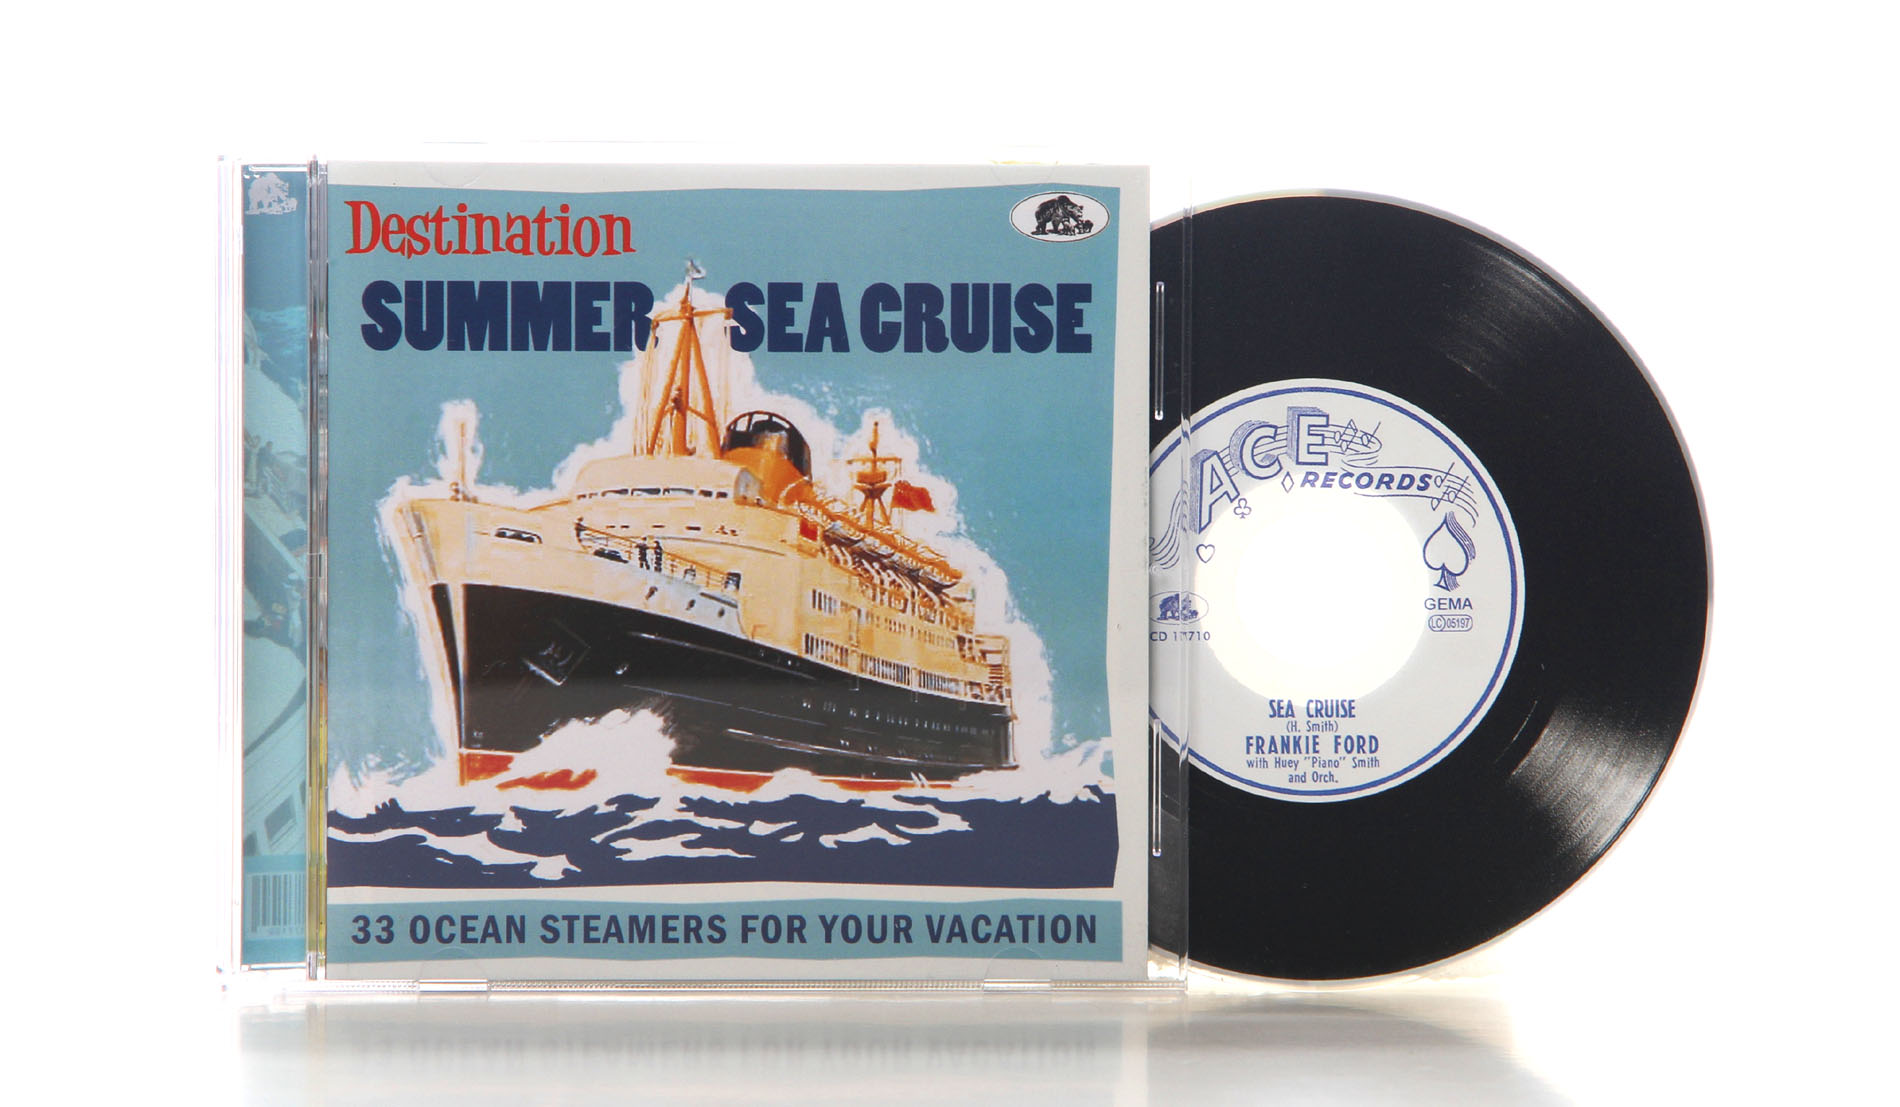 Destination
SUMMER SEA CRUISE
33 OCEAN STEAMERS FOR YOUR VACATION
ACE
RECORDS
GEMA
LC 05197
SEA CRUISE
(H. Smith)
FRANKIE FORD
with Huey "Piano" Smith
and Orch.